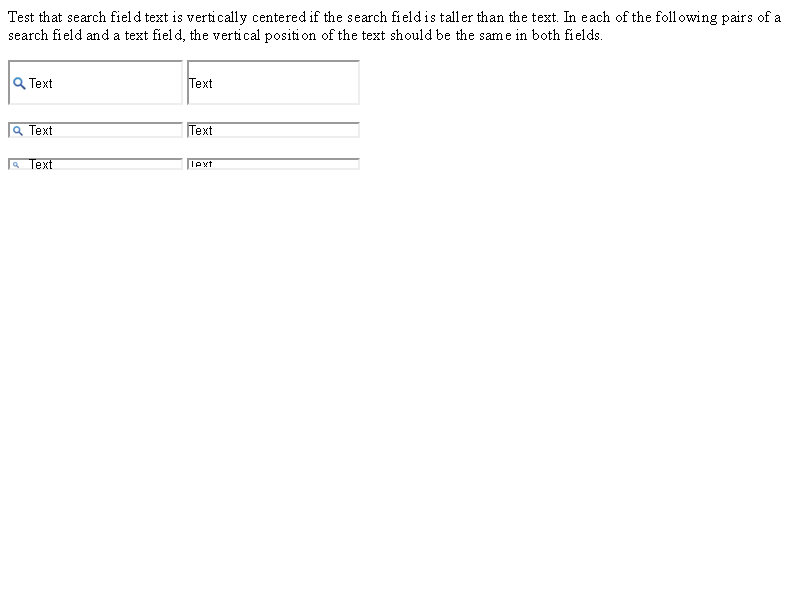 Test that search field text is vertically centered if the search field is taller than the text. In each of the following pairs of a
search field and a text field, the vertical position of the text should be the same in both fields.
Text Text
Text Text
Text Text